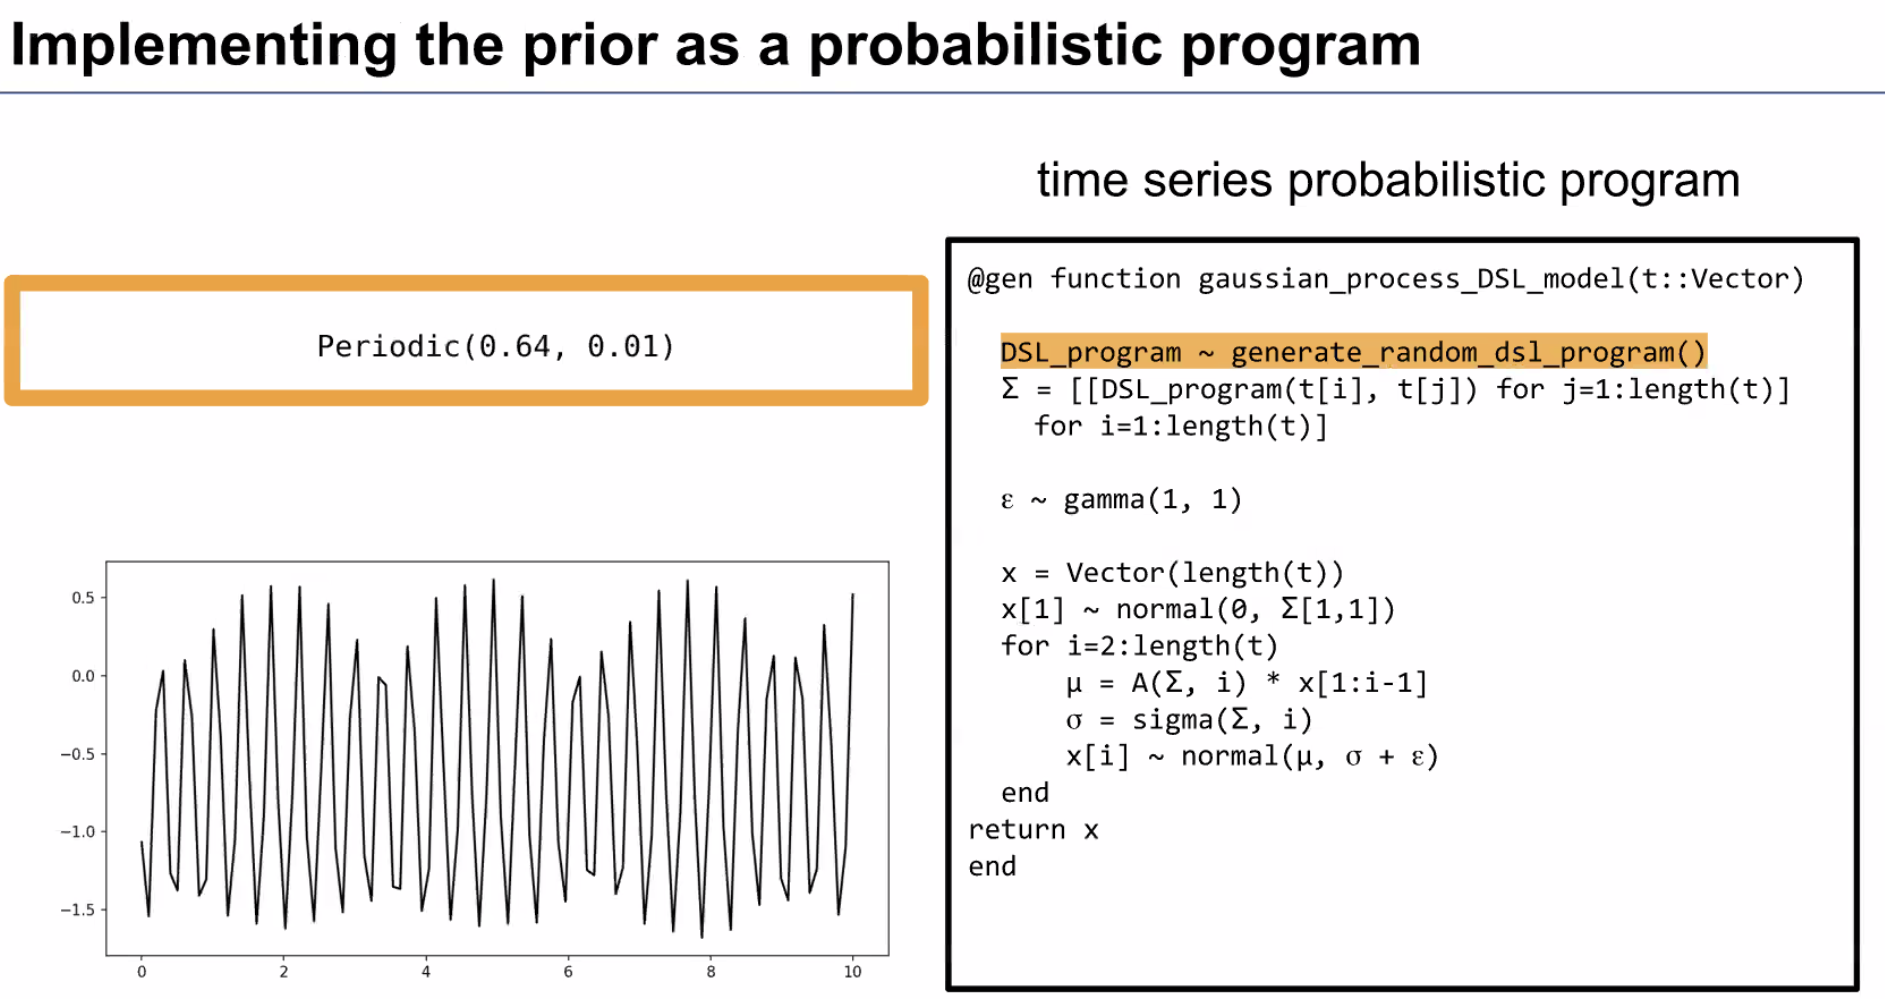 Implementing the prior as a probabilistic program
time series probabilistic program
Periodic(0.64, 0.01)
@gen function gaussian_process_DSL_model(t::Vector)
DSL_program ~ generate_random_dsl_program()
Σ = [[DSL_program(t[i], t[j]) for j=1:length(t)]
for i=1:length(t)]
ε ~ gamma(1, 1)
x = Vector(length(t))
x[1] ~ normal(0, Σ[1,1])
for i=2:length(t)
μ = A(Σ, i) * x[1:i-1]
σ = sigma(Σ, i)
x[i] ~ normal(μ, σ + ε)
end
return x
end
0.5
0.0
−0.5
−1.0
−1.5
0 2 4 6 8 10